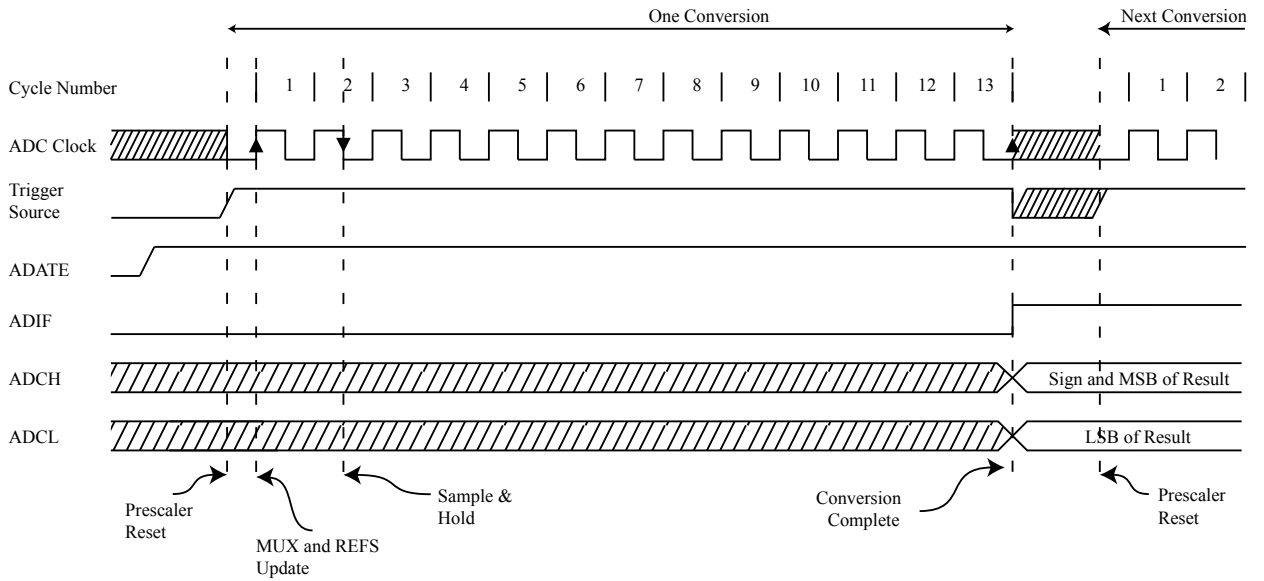 One Conversion
Next Conversion
Cycle Number
1 2 3 4 5 6 7 8 9 10 11 12 13 1 2
ADC Clock
Trigger
Source
ADATE
ADIF
ADCH
Sign and MSB of Result
ADCL
LSB of Result
Prescaler
Reset
MUX and REFS
Update
Sample &
Hold
Conversion
Complete
Prescaler
Reset